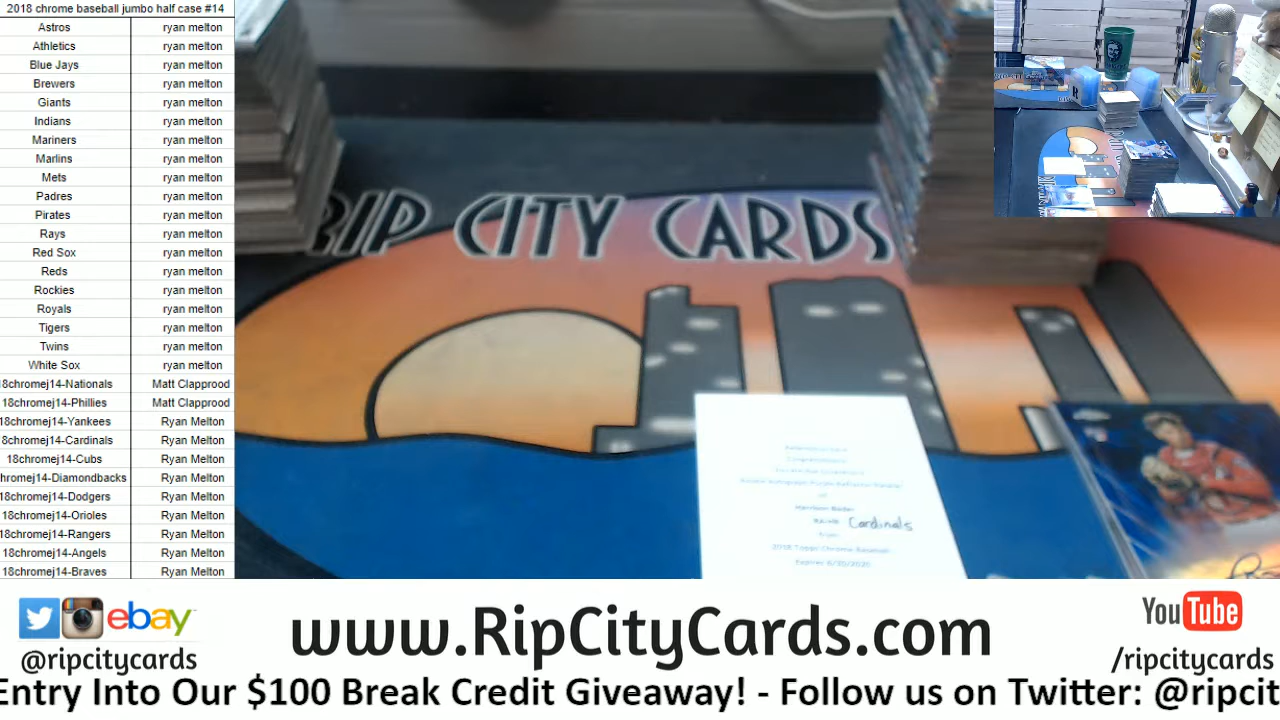 2018 chrome baseball jumbo half case #14
Astros ryan melton
Athletics ryan melton
Blue Jays ryan melton
Brewers ryan melton
Giants ryan melton
Indians ryan melton
Mariners ryan melton
Marlins ryan melton
Mets ryan melton
Padres ryan melton
Pirates ryan melton
Rays ryan melton
Red Sox ryan melton
Reds ryan melton
Rockies ryan melton
Royals ryan melton
Tigers ryan melton
Twins ryan melton
White Sox ryan melton
18chromej14-Nationals Matt Clapprood
18chromej14-Phillies Matt Clapprood
18chromej14-Yankees Ryan Melton
8chromej14-Cardinals Ryan Melton
18chromej14-Cubs Ryan Melton
hromej14-Diamondbacks Ryan Melton
18chromej14-Dodgers Ryan Melton
18chromej14-Orioles Ryan Melton
18chromej14-Rangers Ryan Melton
18chromej14-Angels Ryan Melton
18chromej14-Braves Ryan Melton
RIP CITY CARDS
Harrison Bader
Cardinals
from
2018 Topps Chrome Baseball
Expires 6/30/2020
ebay
@ripcitycards
www.RipCityCards.com
YouTube
/ripcitycards
Entry Into Our $100 Break Credit Giveaway! - Follow us on Twitter: @ripcit